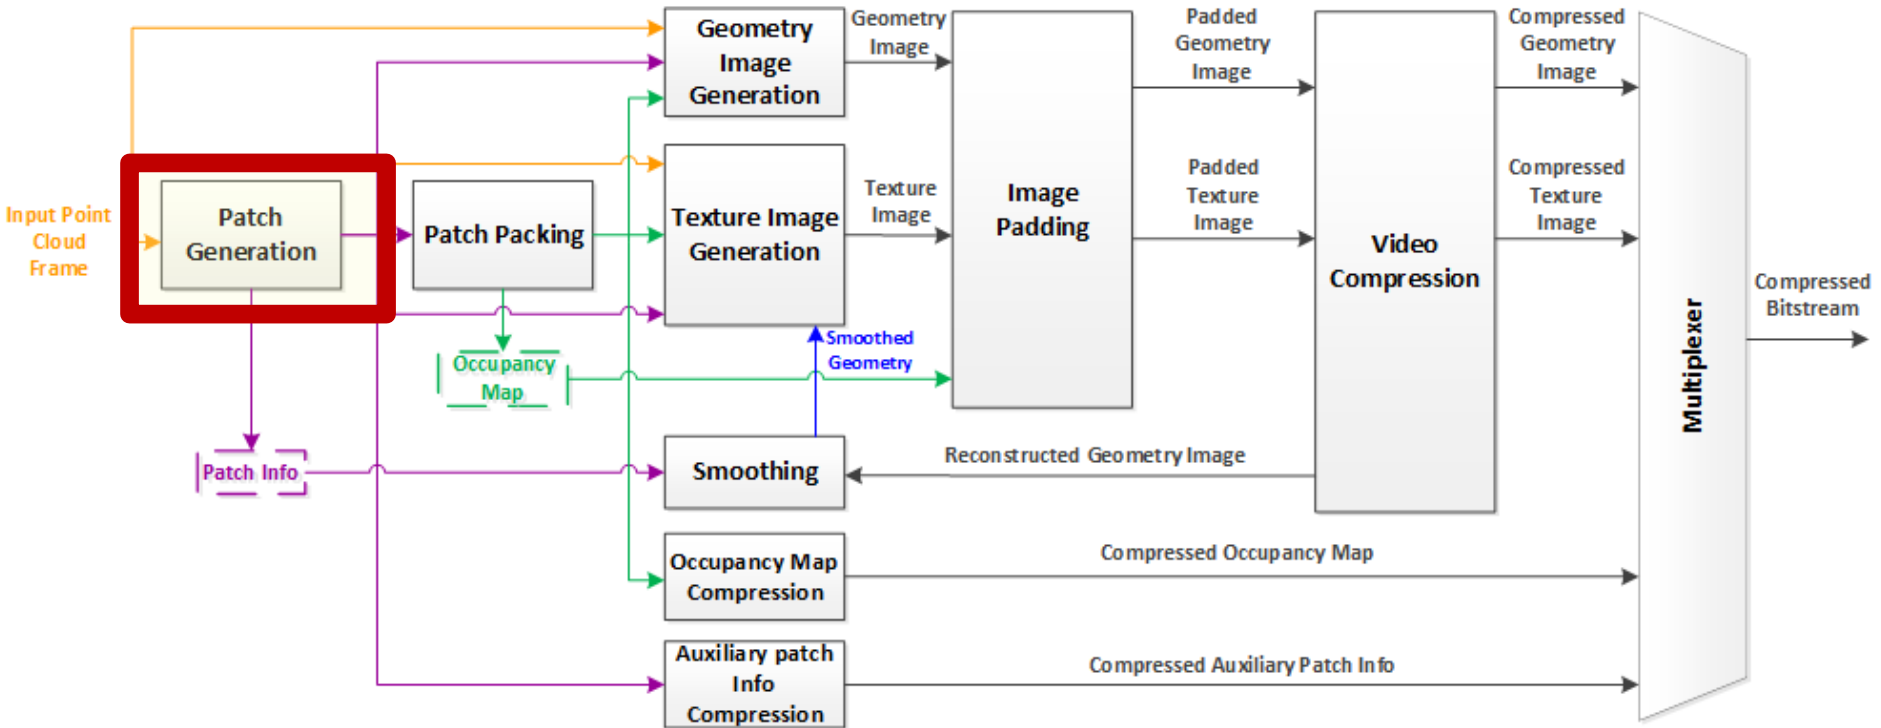 Input Point
Cloud
Frame
Patch
Generation
Patch Packing
Patch Info
Occupancy
Map
Geometry
Image
Generation
Texture Image
Generation
Smoothed
Geometry
Smoothing
Occupancy Map
Compression
Auxiliary patch
Info
Compression
Geometry
Image
Texture
Image
Image
Padding
Padded
Geometry
Image
Padded
Texture
Image
Video
Compression
Reconstructed Geometry Image
Compressed
Geometry
Image
Compressed
Texture
Image
Compressed Occupancy Map
Compressed Auxiliary Patch Info
Multiplexer
Compressed
Bitstream